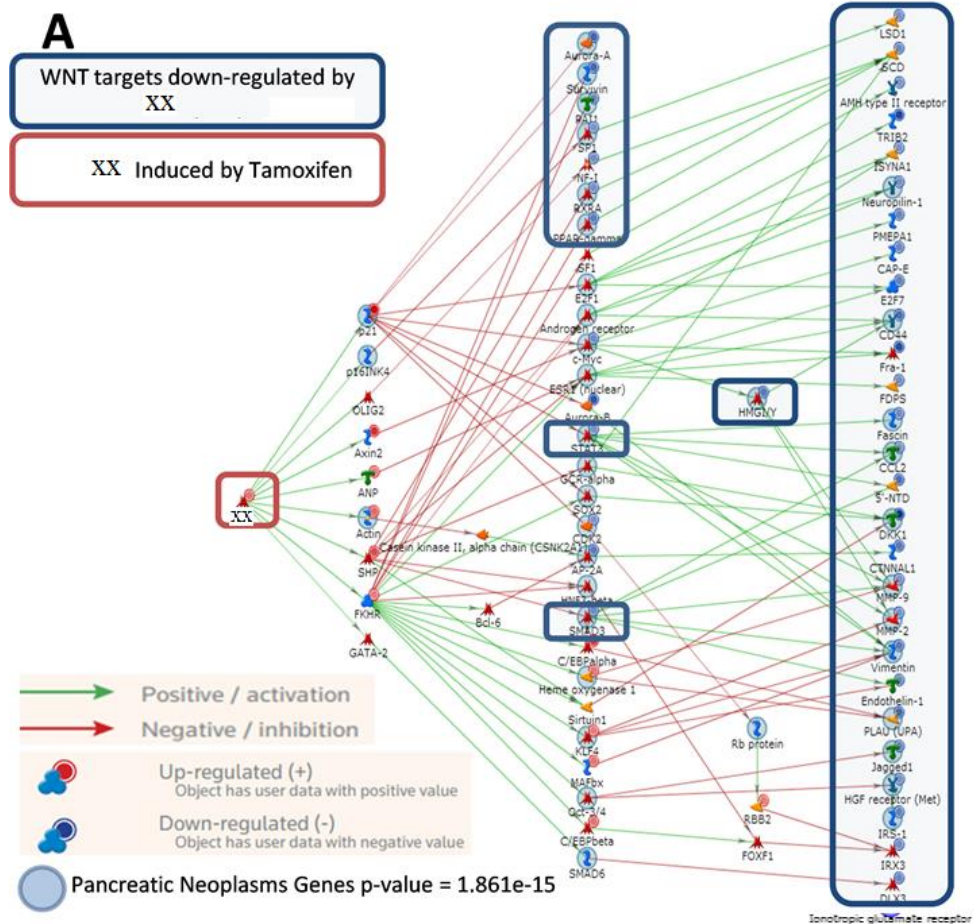 A
WNT targets down-regulated by
XX
XX Induced by Tamoxifen
XX
p21
p16INK4
OLIG2
Axin2
ANP
Actin
SHP
FKHR
GATA-2
Casein kinase II, alpha chain (CSNK2A1)
Bcl-6
Aurora-A
Survivin
PAI1
SP1
NF-I
RXRA
PPAR-gamma
SF1
E2F1
Androgen receptor
c-Myc
ESR1 (nuclear)
Aurora-B
STAT3
GCR-alpha
SOX2
CDK2
AP-2A
HNF3-beta
SMAD3
C/EBPalpha
Heme oxygenase 1
Sirtuin1
KLF4
MAFbx
Oct-3/4
C/EBPbeta
SMAD6
HMGI/Y
Rb protein
RBB2
FOXF1
LSD1
SCD
AMH type II receptor
TRIB2
ISYNA1
Neuropilin-1
PMEPA1
CAP-E
E2F7
CD44
Fra-1
FDPS
Fascin
CCL2
5'-NTD
DKK1
CTNNAL1
MMP-9
MMP-2
Vimentin
Endothelin-1
PLAU (UPA)
Jagged1
HGF receptor (Met)
IRS-1
IRX3
DLX3
Ionotropic glutamate receptor
Positive / activation
Negative / inhibition
Up-regulated (+)
Object has user data with positive value
Down-regulated (-)
Object has user data with negative value
Pancreatic Neoplasms Genes p-value = 1.861e-15